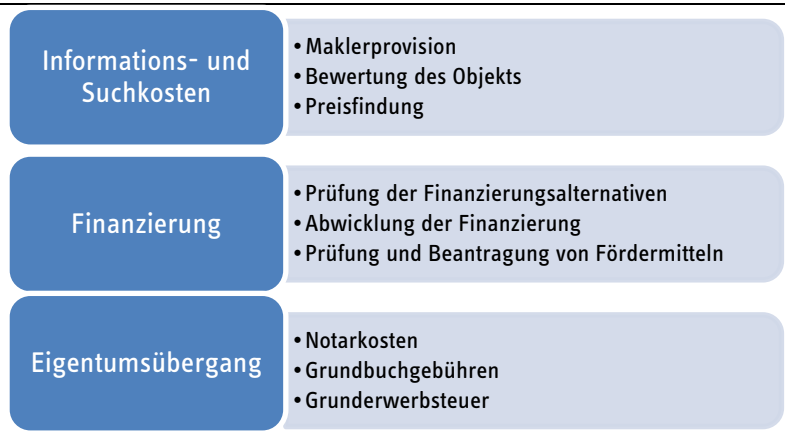 Informations- und
Suchkosten
• Maklerprovision
• Bewertung des Objekts
• Preisfindung
Finanzierung
• Prüfung der Finanzierungsalternativen
• Abwicklung der Finanzierung
• Prüfung und Beantragung von Fördermitteln
Eigentumsübergang
• Notarkosten
• Grundbuchgebühren
• Grunderwerbsteuer